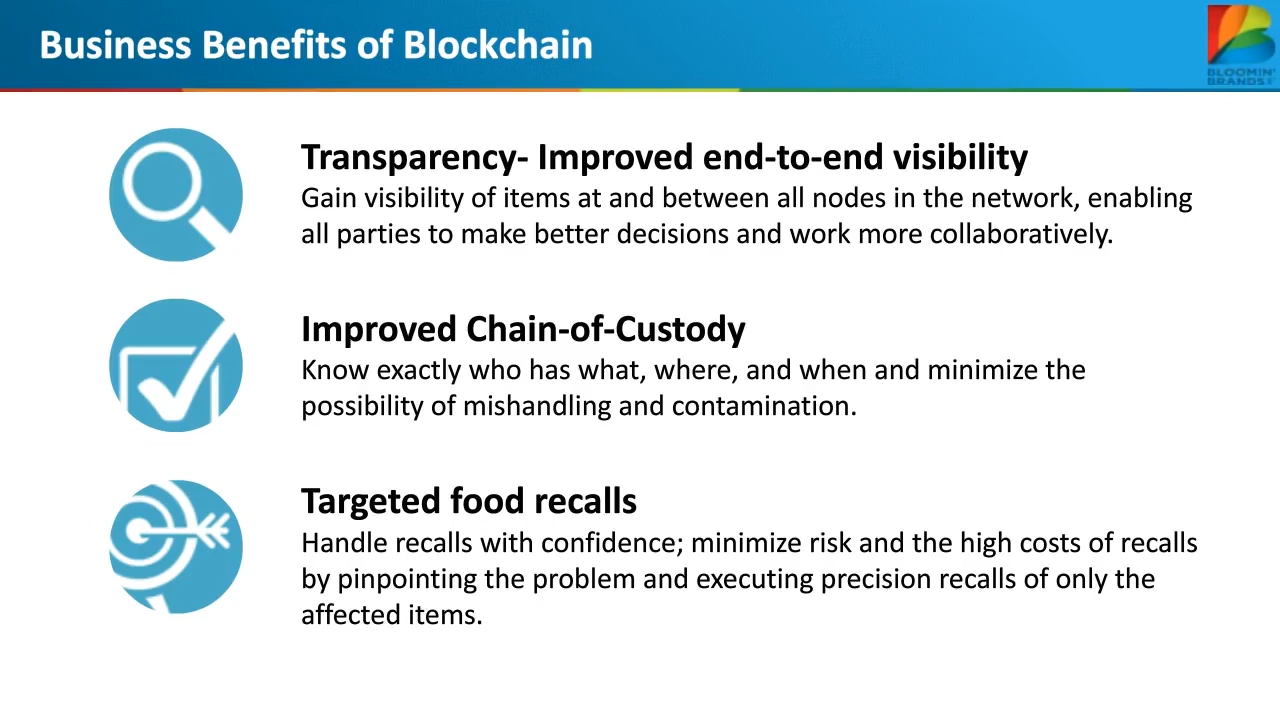 Business Benefits of Blockchain
BLOOMIN'
BRANDS
Transparency- Improved end-to-end visibility
Gain visibility of items at and between all nodes in the network, enabling
all parties to make better decisions and work more collaboratively.
Improved Chain-of-Custody
Know exactly who has what, where, and when and minimize the
possibility of mishandling and contamination.
Targeted food recalls
Handle recalls with confidence; minimize risk and the high costs of recalls
by pinpointing the problem and executing precision recalls of only the
affected items.